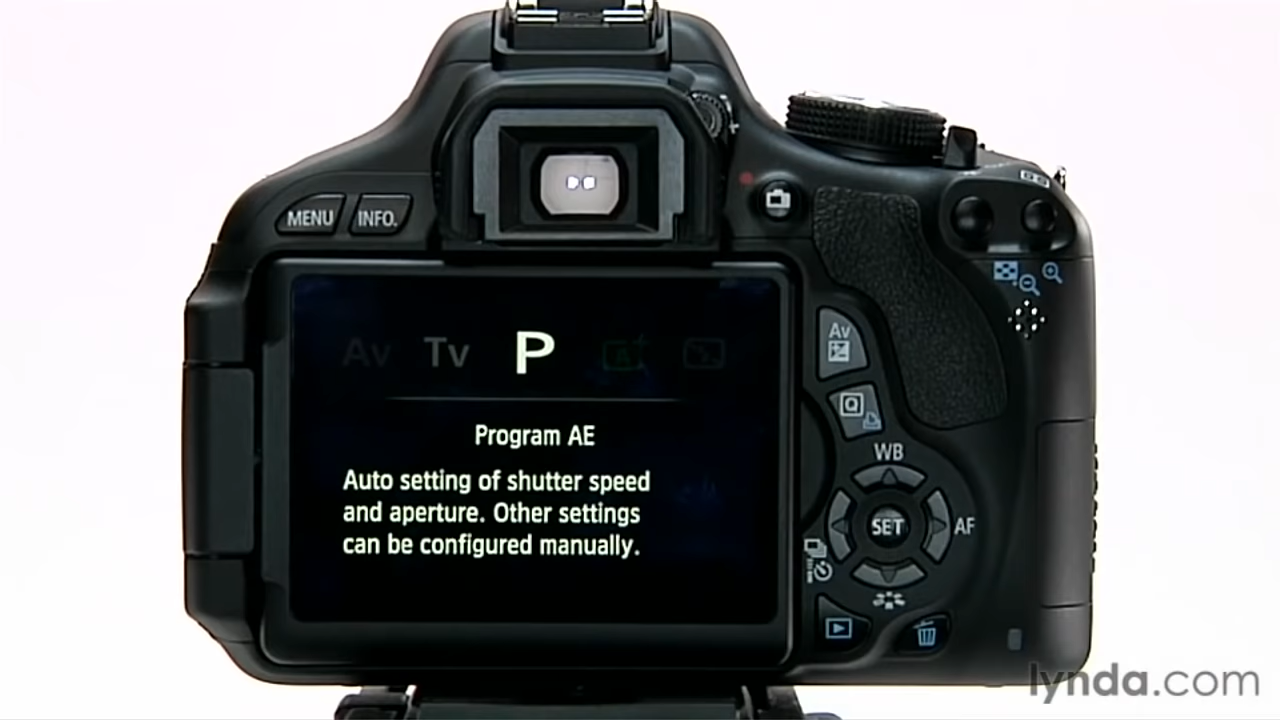 MENU
INFO.
Av
Tv
P
Program AE
Auto setting of shutter speed
and aperture. Other settings
can be configured manually.
Av
Q
WB
SET
AF
lynda.com